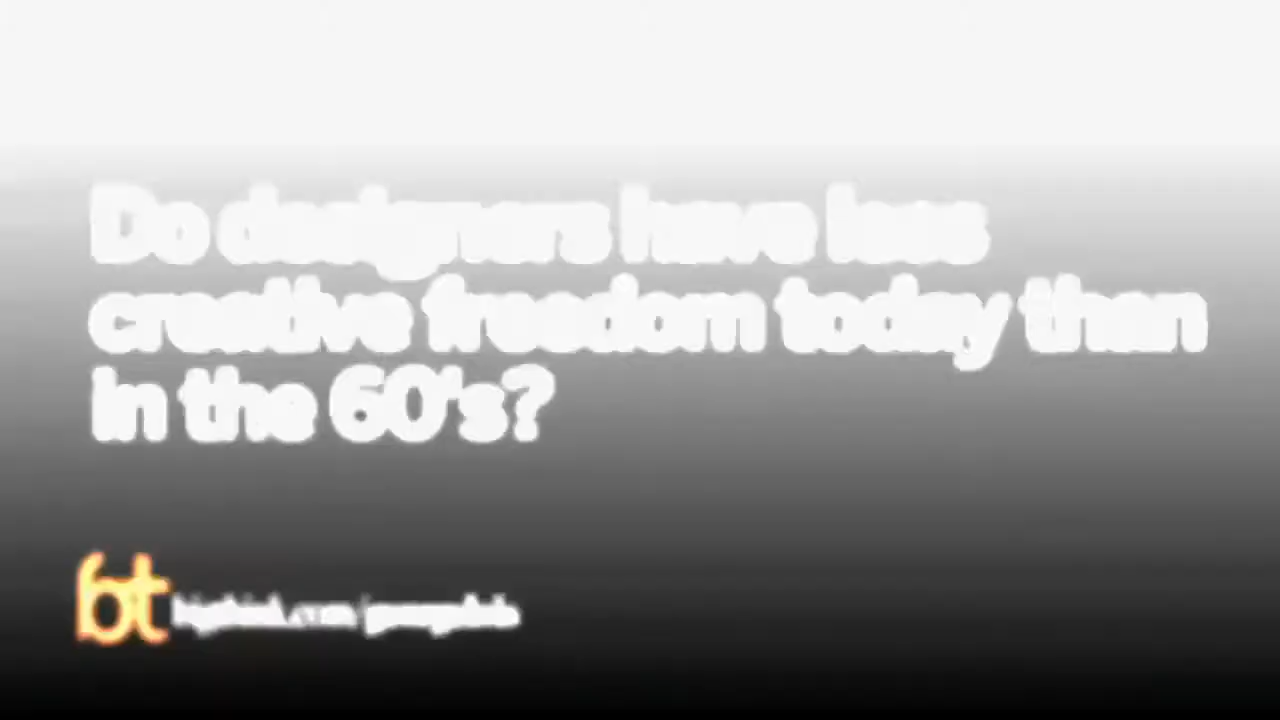 Do designers have less
creative freedom today than
in the 60's?
bt